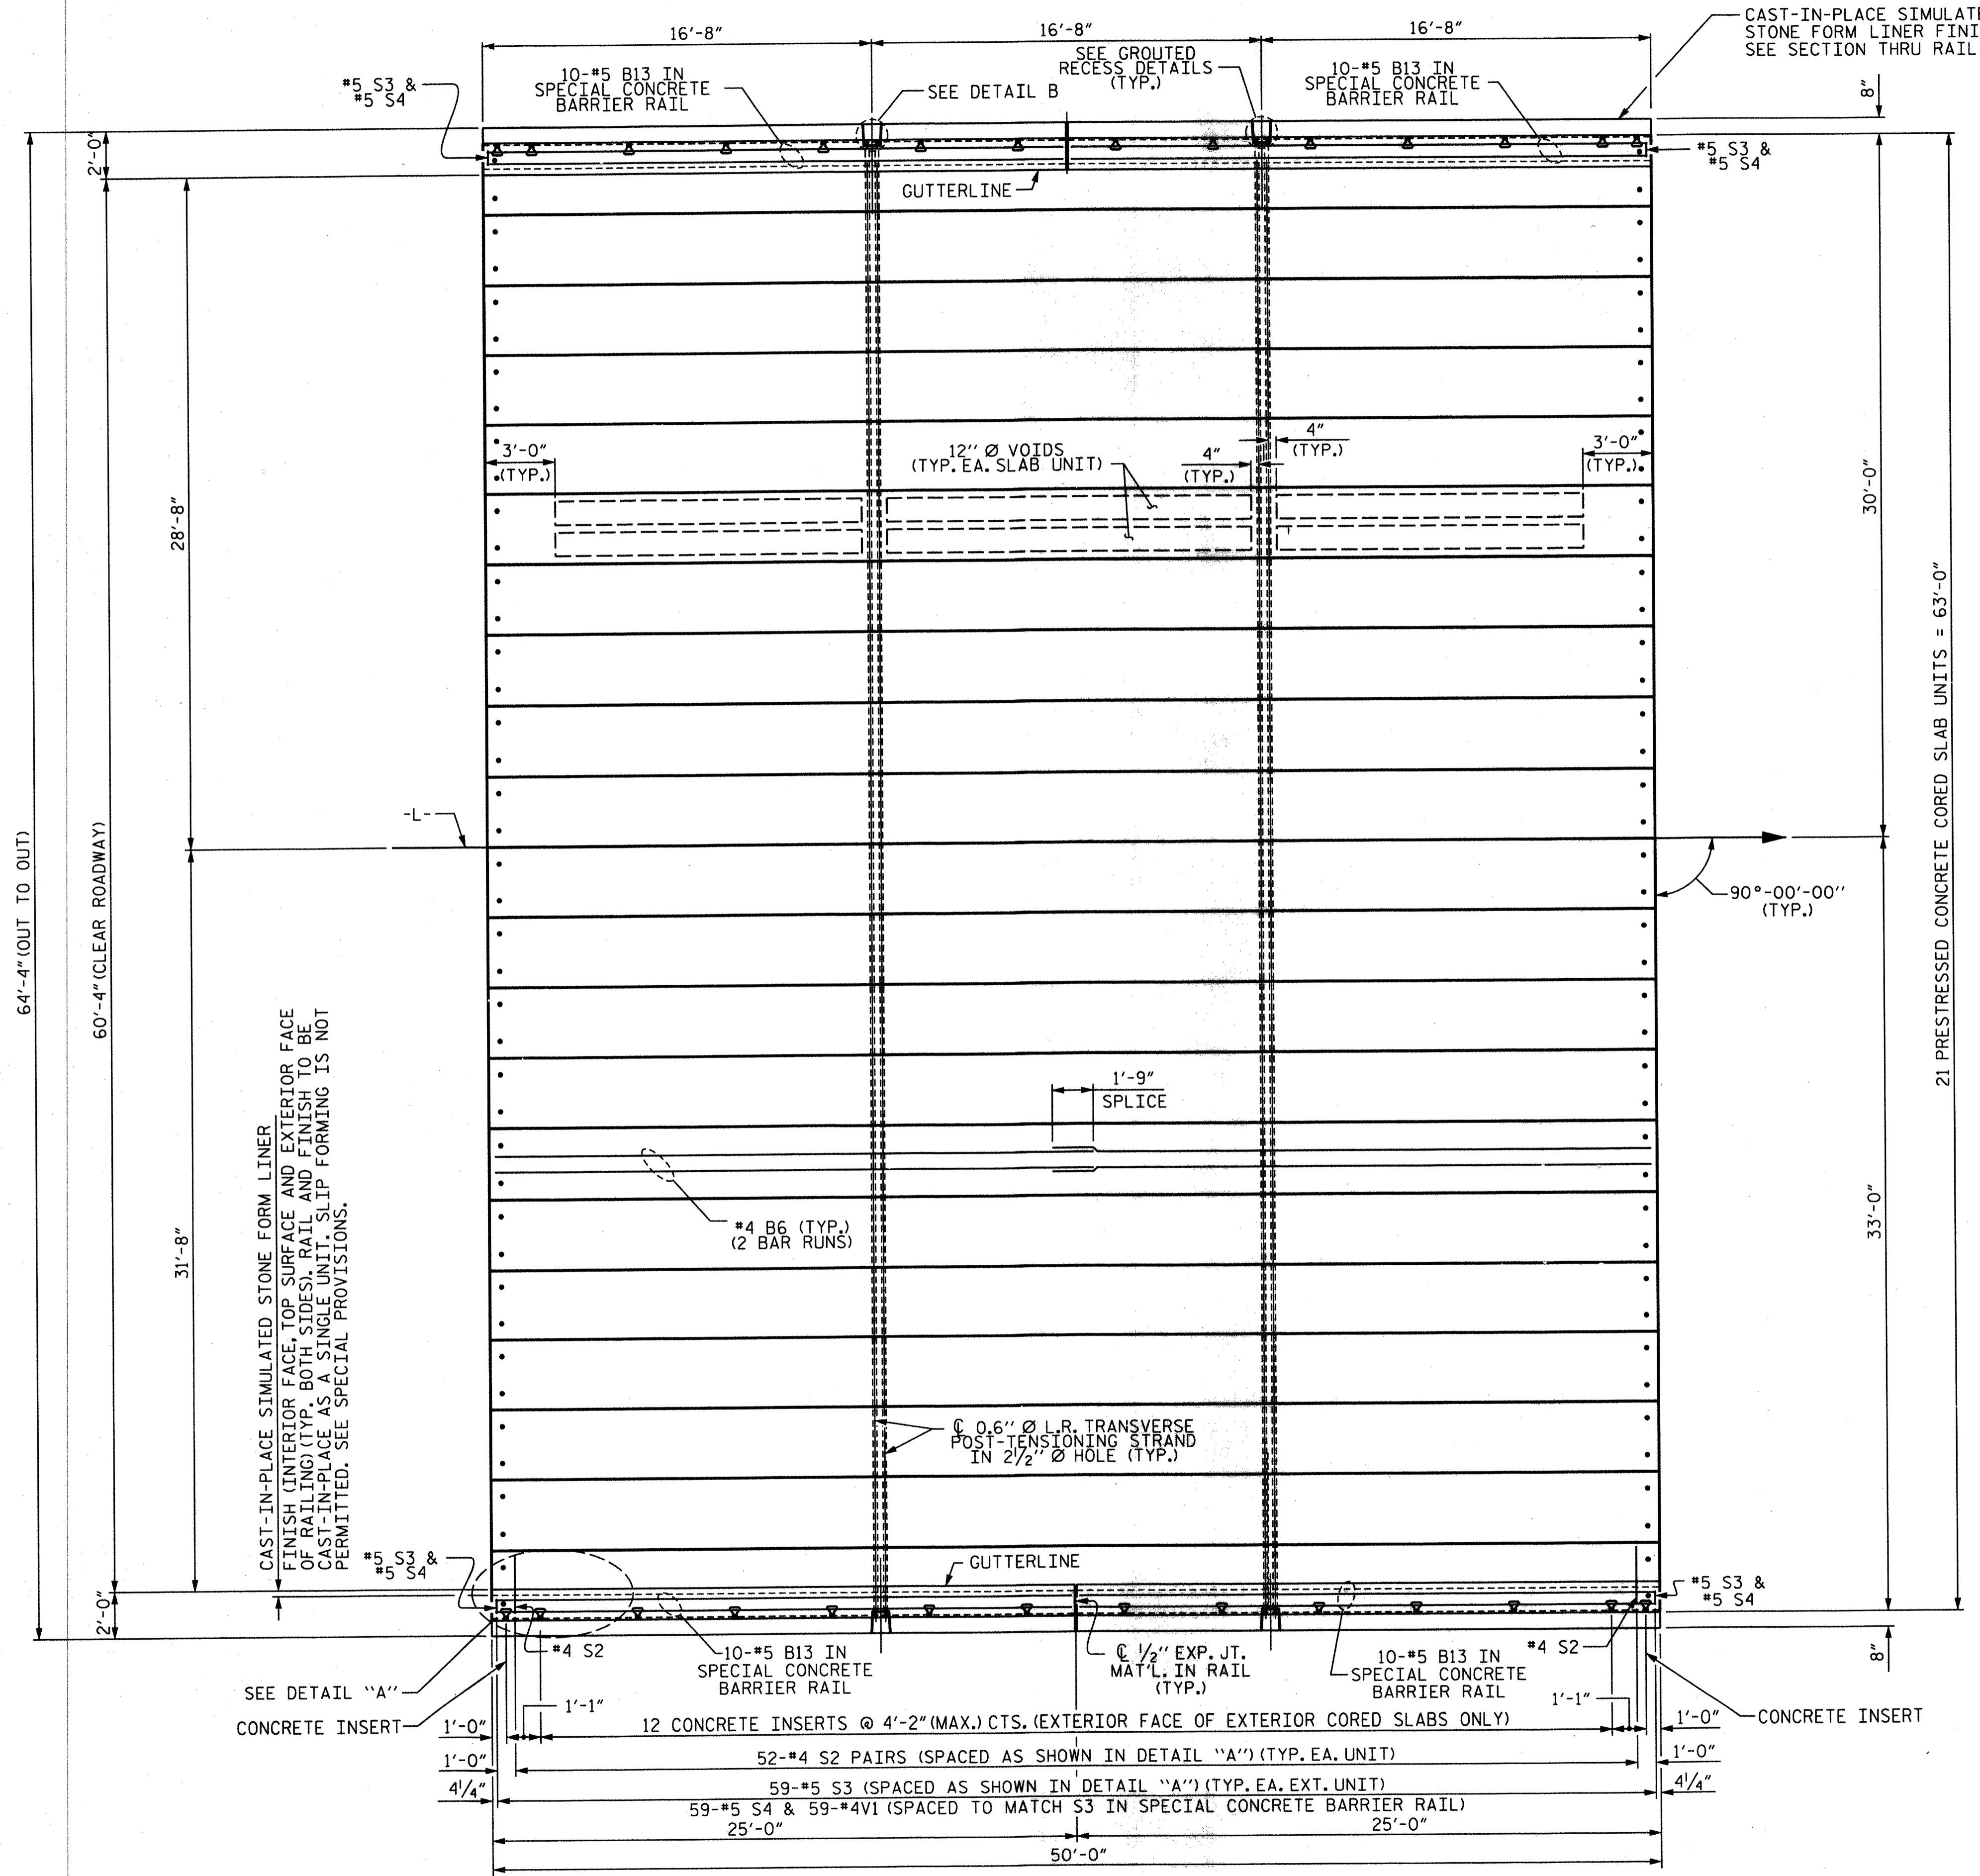 16'-8"
16'-8"
16'-8"
CAST-IN-PLACE SIMULATE
STONE FORM LINER FINI
SEE SECTION THRU RAIL
#5 S3 &
#5 S4
10-#5 B13 IN
SPECIAL CONCRETE
BARRIER RAIL
SEE DETAIL B
SEE GROUTED
RECESS DETAILS
(TYP.)
10-#5 B13 IN
SPECIAL CONCRETE
BARRIER RAIL
8"
2'-0"
#5 S3 &
#5 S4
GUTTERLINE
3'-0"
(TYP.)
12'' Ø VOIDS
(TYP. EA. SLAB UNIT)
4"
(TYP.)
4"
(TYP.)
3'-0"
(TYP.)
28'-8"
30'-0"
21 PRESTRESSED CONCRETE CORED SLAB UNITS = 63'-0"
-L-
90°-00'-00''
(TYP.)
64'-4"(OUT TO OUT)
60'-4"(CLEAR ROADWAY)
1'-9"
SPLICE
#4 B6 (TYP.)
(2 BAR RUNS)
31'-8"
33'-0"
CAST-IN-PLACE SIMULATED STONE FORM LINER
FINISH (INTERIOR FACE, TOP SURFACE AND EXTERIOR FACE
OF RAILING)(TYP. BOTH SIDES). RAIL AND FINISH TO BE
CAST-IN-PLACE AS A SINGLE UNIT. SLIP FORMING IS NOT
PERMITTED. SEE SPECIAL PROVISIONS.
℄ 0.6'' Ø L.R. TRANSVERSE
POST-TENSIONING STRAND
IN 2½'' Ø HOLE (TYP.)
#5 S3 &
#5 S4
GUTTERLINE
#5 S3 &
#5 S4
2'-0"
#4 S2
10-#5 B13 IN
SPECIAL CONCRETE
BARRIER RAIL
℄ ½'' EXP. JT.
MAT'L. IN RAIL
(TYP.)
10-#5 B13 IN
SPECIAL CONCRETE
BARRIER RAIL
#4 S2
8"
SEE DETAIL "A"
CONCRETE INSERT
1'-1"
1'-1"
CONCRETE INSERT
1'-0"
12 CONCRETE INSERTS @ 4'-2"(MAX.) CTS. (EXTERIOR FACE OF EXTERIOR CORED SLABS ONLY)
1'-0"
1'-0"
52-#4 S2 PAIRS (SPACED AS SHOWN IN DETAIL "A") (TYP. EA. UNIT)
1'-0"
4¼"
59-#5 S3 (SPACED AS SHOWN IN DETAIL "A") (TYP. EA. EXT. UNIT)
4¼"
59-#5 S4 & 59-#4V1 (SPACED TO MATCH S3 IN SPECIAL CONCRETE BARRIER RAIL)
25'-0"
25'-0"
50'-0"